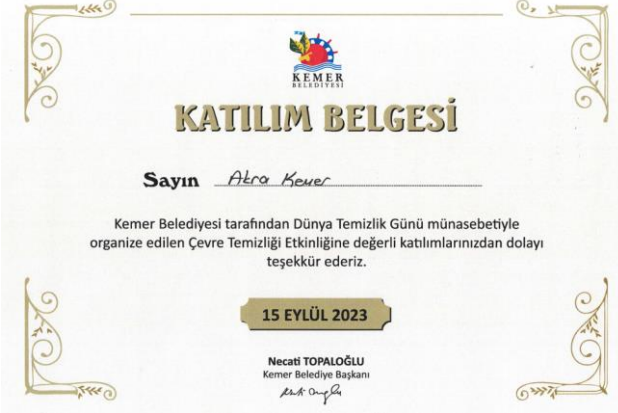 KEMER
BELEDİYESİ
KATILIM BELGESİ
Sayın Akra Kemer
Kemer Belediyesi tarafından Dünya Temizlik Günü münasebetiyle
organize edilen Çevre Temizliği Etkinliğine değerli katılımlarınızdan dolayı
teşekkür ederiz.
15 EYLÜL 2023
Necati TOPALOĞLU
Kemer Belediye Başkanı